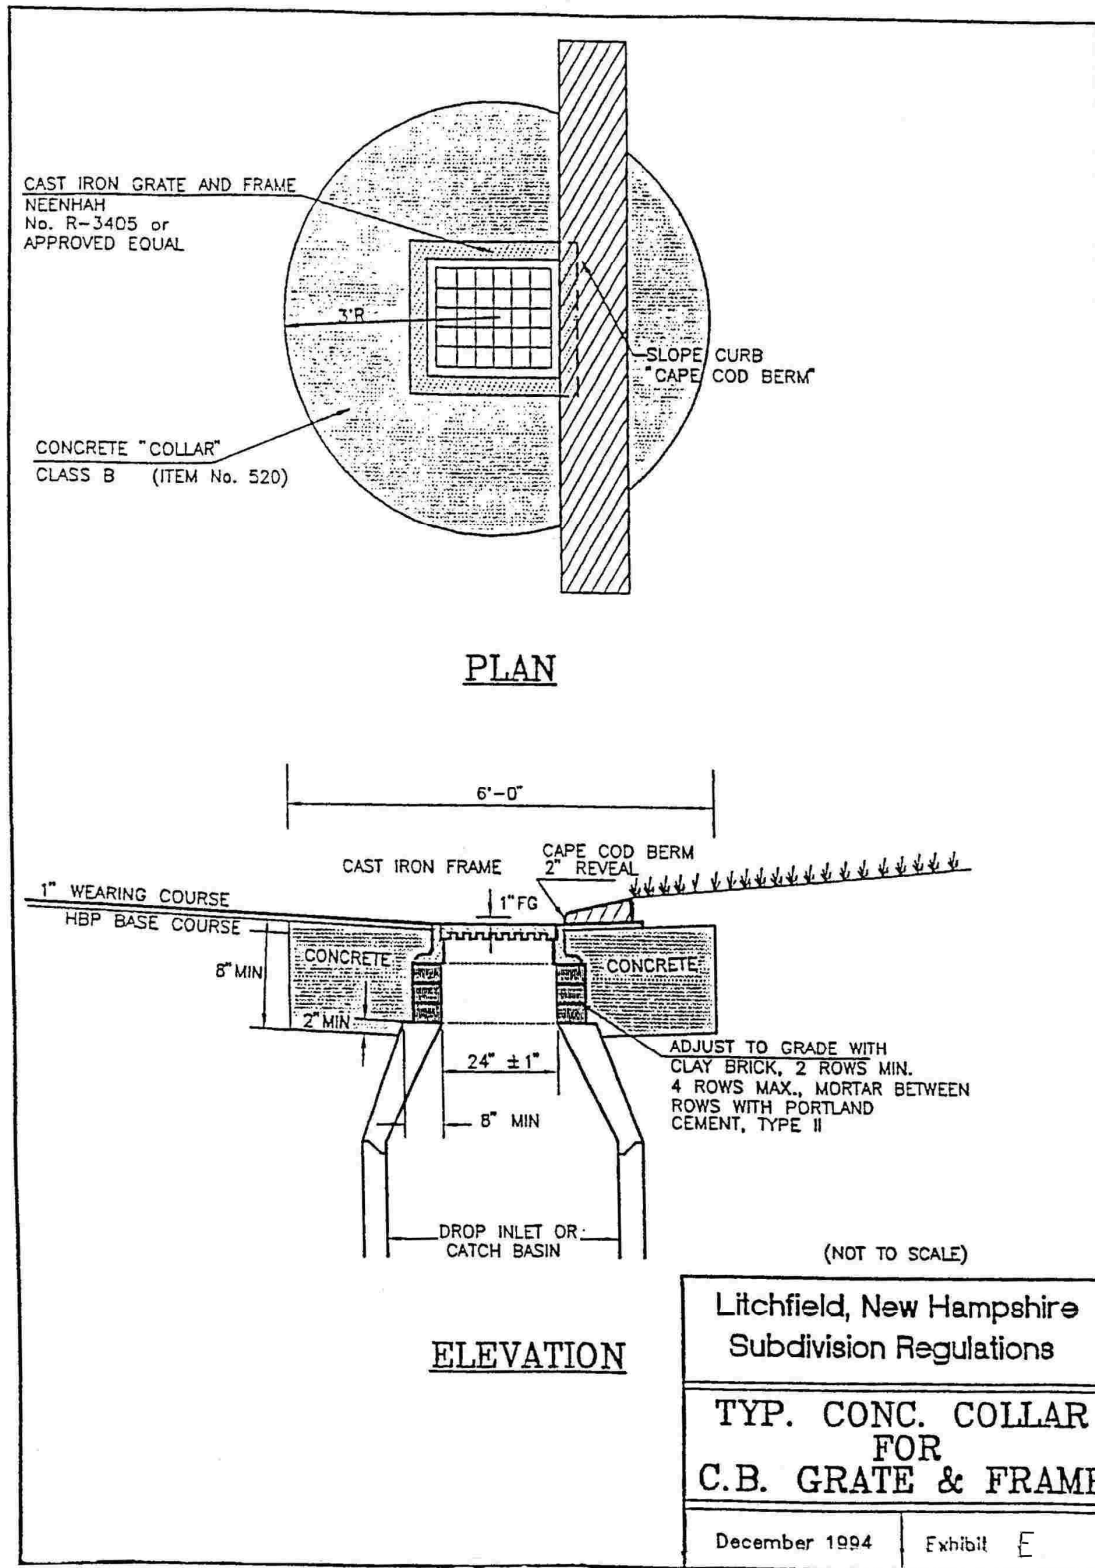 CAST IRON GRATE AND FRAME
NEENHAH
No. R-3405 or
APPROVED EQUAL
3'R
SLOPE CURB
"CAPE COD BERM"
CONCRETE "COLLAR"
CLASS B (ITEM No. 520)
PLAN
6'-0"
CAST IRON FRAME
CAPE COD BERM
2" REVEAL
1" WEARING COURSE
1"FG
HBP BASE COURSE
CONCRETE
CONCRETE
8" MIN
2" MIN
24" ± 1"
8" MIN
ADJUST TO GRADE WITH
CLAY BRICK, 2 ROWS MIN.
4 ROWS MAX., MORTAR BETWEEN
ROWS WITH PORTLAND
CEMENT, TYPE II
DROP INLET OR
CATCH BASIN
(NOT TO SCALE)
ELEVATION
Litchfield, New Hampshire
Subdivision Regulations
TYP. CONC. COLLAR
FOR
C.B. GRATE & FRAME
December 1994
Exhibit E